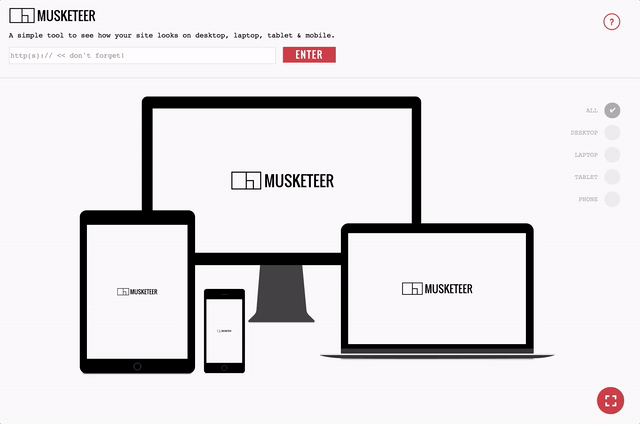 MUSKETEER
?
A simple tool to see how your site looks on desktop, laptop, tablet & mobile.
http(s):// << don't forget!
ENTER
ALL
DESKTOP
LAPTOP
TABLET
PHONE
MUSKETEER
MUSKETEER
MUSKETEER